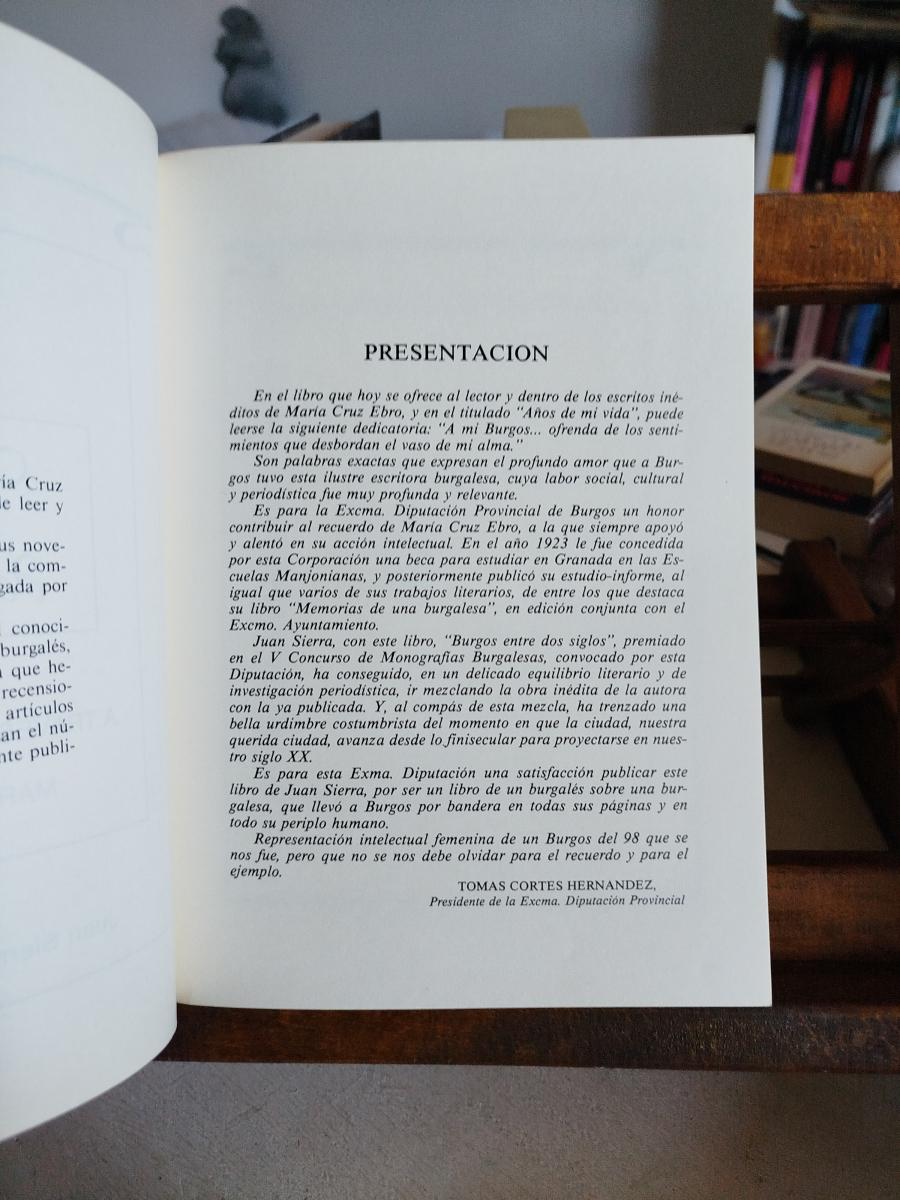 ía Cruz
le leer y
us nove-
la com-
gada por
conoci-
burgalés,
que he-
recensio-
artículos
an el nú-
nte publi-
PRESENTACION
En el libro que hoy se ofrece al lector y dentro de los escritos iné-
ditos de María Cruz Ebro, y en el titulado "Años de mi vida", puede
leerse la siguiente dedicatoria: "A mi Burgos... ofrenda de los senti-
mientos que desbordan el vaso de mi alma."
Son palabras exactas que expresan el profundo amor que a Bur-
gos tuvo esta ilustre escritora burgalesa, cuya labor social, cultural
y periodística fue muy profunda y relevante.
Es para la Excma. Diputación Provincial de Burgos un honor
contribuir al recuerdo de María Cruz Ebro, a la que siempre apoyó
y alentó en su acción intelectual. En el año 1923 le fue concedida
por esta Corporación una beca para estudiar en Granada en las Es-
cuelas Manjonianas, y posteriormente publicó su estudio-informe, al
igual que varios de sus trabajos literarios, de entre los que destaca
su libro "Memorias de una burgalesa", en edición conjunta con el
Excmo. Ayuntamiento.
Juan Sierra, con este libro, "Burgos entre dos siglos", premiado
en el V Concurso de Monografías Burgalesas, convocado por esta
Diputación, ha conseguido, en un delicado equilibrio literario y de
investigación periodística, ir mezclando la obra inédita de la autora
con la ya publicada. Y, al compás de esta mezcla, ha trenzado una
bella urdimbre costumbrista del momento en que la ciudad, nuestra
querida ciudad, avanza desde lo finisecular para proyectarse en nues-
tro siglo XX.
Es para esta Exma. Diputación una satisfacción publicar este
libro de Juan Sierra, por ser un libro de un burgalés sobre una bur-
galesa, que llevó a Burgos por bandera en todas sus páginas y en
todo su periplo humano.
Representación intelectual femenina de un Burgos del 98 que se
nos fue, pero que no se nos debe olvidar para el recuerdo y para el
ejemplo.
TOMAS CORTES HERNANDEZ,
Presidente de la Excma. Diputación Provincial